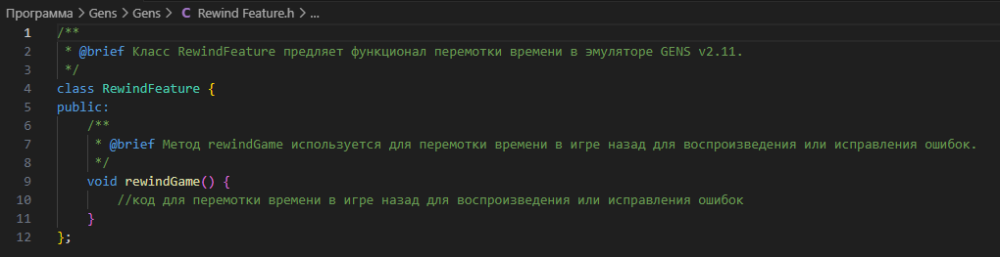 Программа > Gens > Gens > C Rewind Feature.h > ...
1 /**
2 * @brief Класс RewindFeature предляет функционал перемотки времени в эмуляторе GENS v2.11.
3 */
4 class RewindFeature {
5 public:
6 /**
7 * @brief Метод rewindGame используется для перемотки времени в игре назад для воспроизведения или исправления ошибок.
8 */
9 void rewindGame() {
10 //код для перемотки времени в игре назад для воспроизведения или исправления ошибок
11 }
12 };